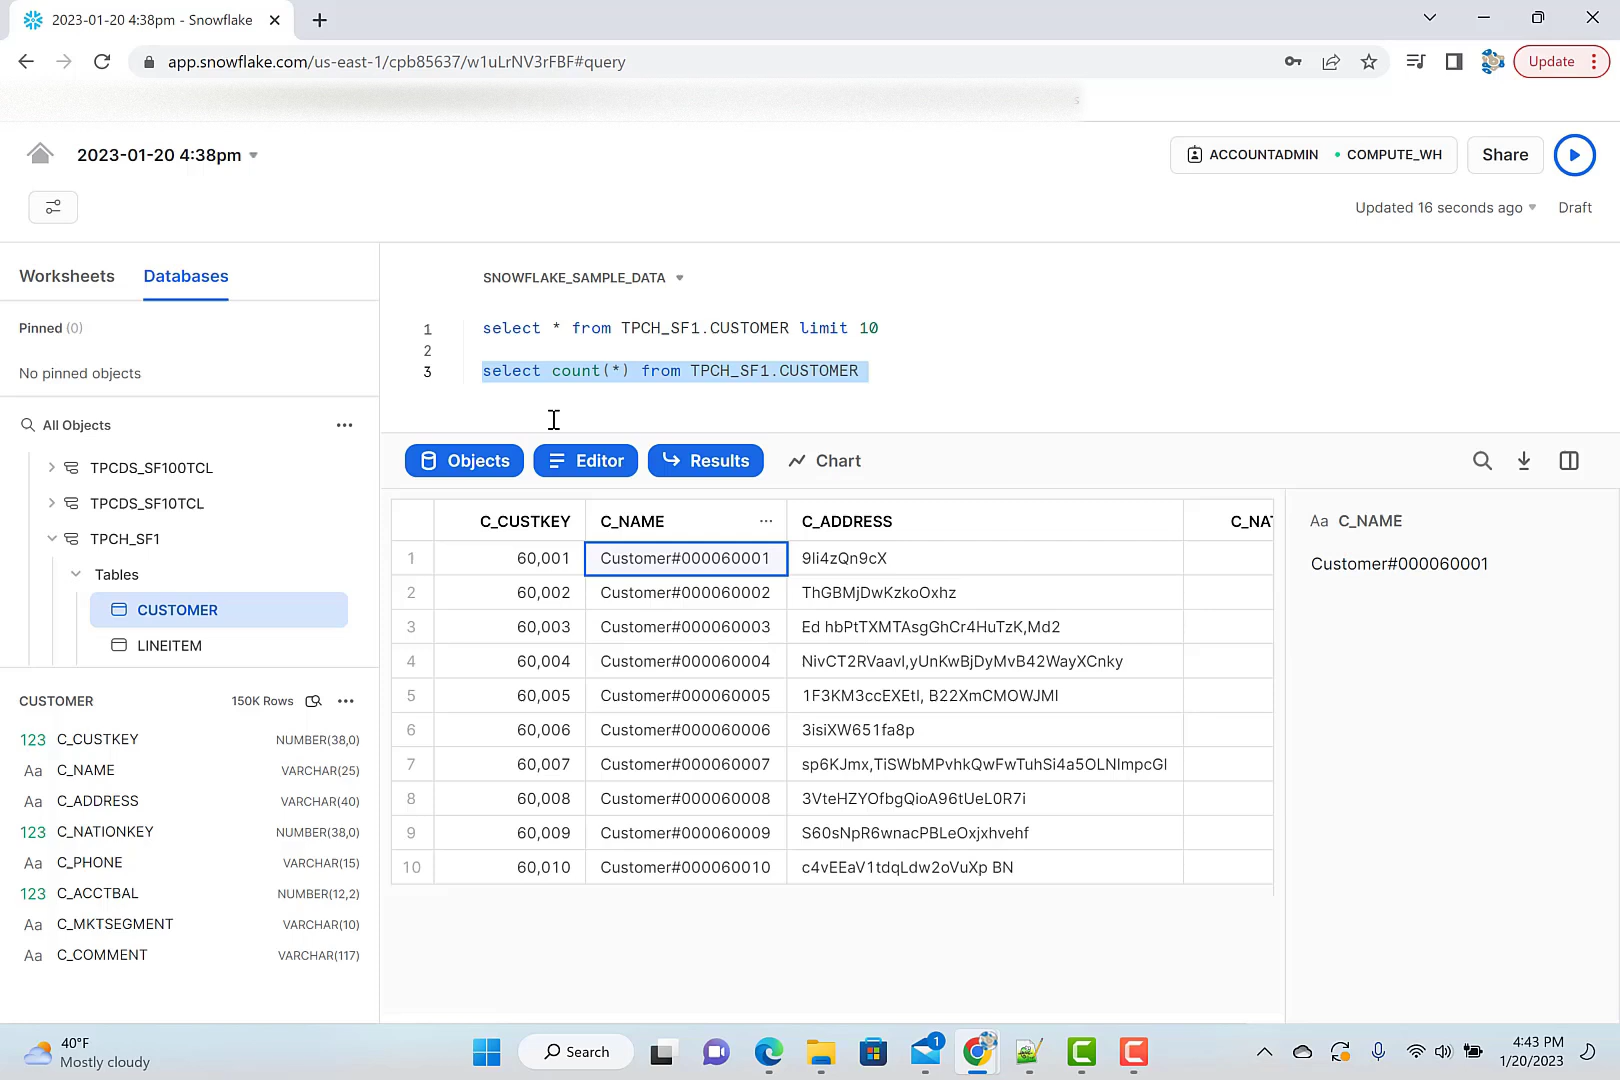 2023-01-20 4:38pm - Snowflake
app.snowflake.com/us-east-1/cpb85637/w1uLrNV3rFBF#query
Update
2023-01-20 4:38pm
ACCOUNTADMIN COMPUTE_WH
Share
Updated 16 seconds ago
Draft
Worksheets
Databases
Pinned (0)
No pinned objects
All Objects
TPCDS_SF100TCL
TPCDS_SF10TCL
TPCH_SF1
Tables
CUSTOMER
LINEITEM
CUSTOMER 150K Rows
123 C_CUSTKEY NUMBER(38,0)
Aa C_NAME VARCHAR(25)
Aa C_ADDRESS VARCHAR(40)
123 C_NATIONKEY NUMBER(38,0)
Aa C_PHONE VARCHAR(15)
123 C_ACCTBAL NUMBER(12,2)
Aa C_MKTSEGMENT VARCHAR(10)
Aa C_COMMENT VARCHAR(117)
SNOWFLAKE_SAMPLE_DATA
1 select * from TPCH_SF1.CUSTOMER limit 10
2
3 select count(*) from TPCH_SF1.CUSTOMER
Objects Editor Results Chart
C_CUSTKEY C_NAME C_ADDRESS C_NAT
1 60,001 Customer#000060001 9Ii4zQn9cX
2 60,002 Customer#000060002 ThGBMjDwKzkoOxhz
3 60,003 Customer#000060003 Ed hbPtTXMTAsgGhCr4HuTzK,Md2
4 60,004 Customer#000060004 NivCT2RVaavl,yUnKwBjDyMvB42WayXCnky
5 60,005 Customer#000060005 1F3KM3ccEXEtI, B22XmCMOWJMl
6 60,006 Customer#000060006 3isiXW651fa8p
7 60,007 Customer#000060007 sp6KJmx,TiSWbMPvhkQwFwTuhSi4a5OLNImpcGI
8 60,008 Customer#000060008 3VteHZYOfbgQioA96tUeL0R7i
9 60,009 Customer#000060009 S60sNpR6wnacPBLeOxjxhvehf
10 60,010 Customer#000060010 c4vEEaV1tdqLdw2oVuXp BN
Aa C_NAME
Customer#000060001
40°F
Mostly cloudy
Search
1
4:43 PM
1/20/2023